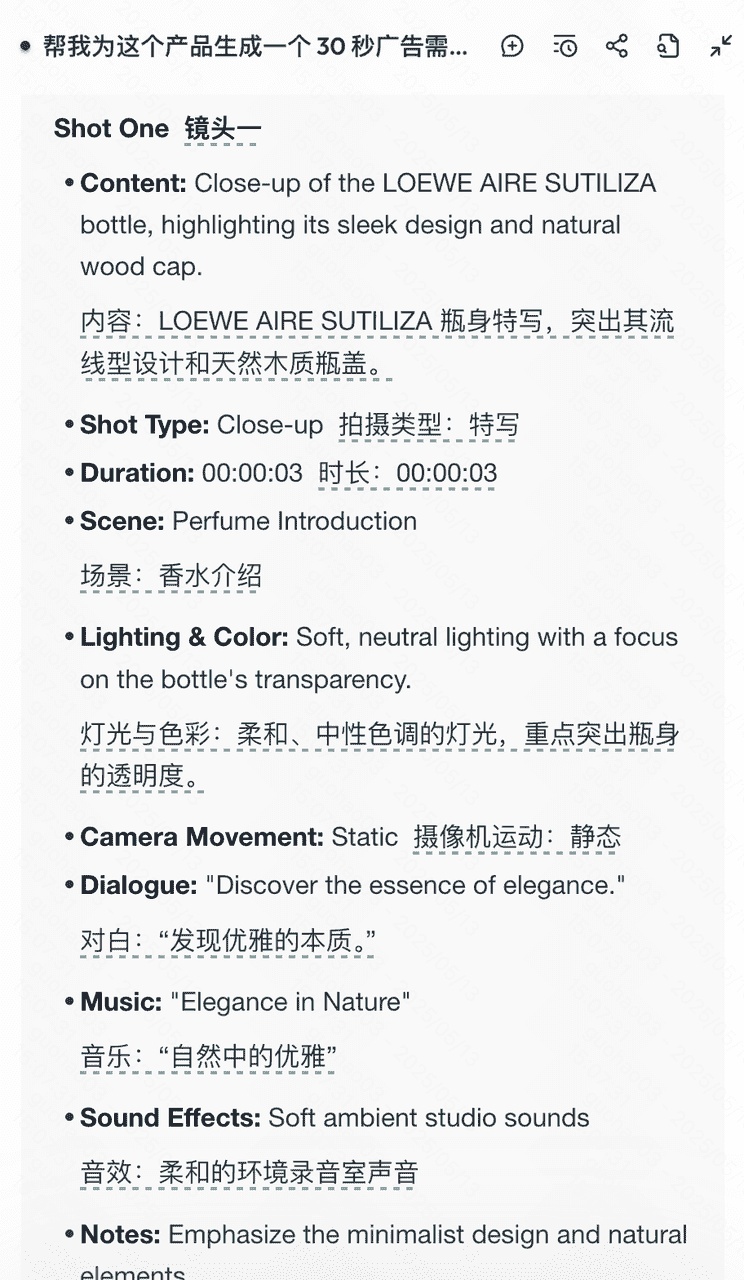 帮我为这个产品生成一个 30 秒广告需...
Shot One 镜头一
• Content: Close-up of the LOEWE AIRE SUTILIZA
bottle, highlighting its sleek design and natural
wood cap.
内容：LOEWE AIRE SUTILIZA 瓶身特写，突出其流
线型设计和天然木质瓶盖。
• Shot Type: Close-up 拍摄类型：特写
• Duration: 00:00:03 时长：00:00:03
• Scene: Perfume Introduction
场景：香水介绍
• Lighting & Color: Soft, neutral lighting with a focus
on the bottle's transparency.
灯光与色彩：柔和、中性色调的灯光，重点突出瓶身
的透明度。
• Camera Movement: Static 摄像机运动：静态
• Dialogue: "Discover the essence of elegance."
对白：“发现优雅的本质。”
• Music: "Elegance in Nature"
音乐：“自然中的优雅”
• Sound Effects: Soft ambient studio sounds
音效：柔和的环境录音室声音
• Notes: Emphasize the minimalist design and natural
elements